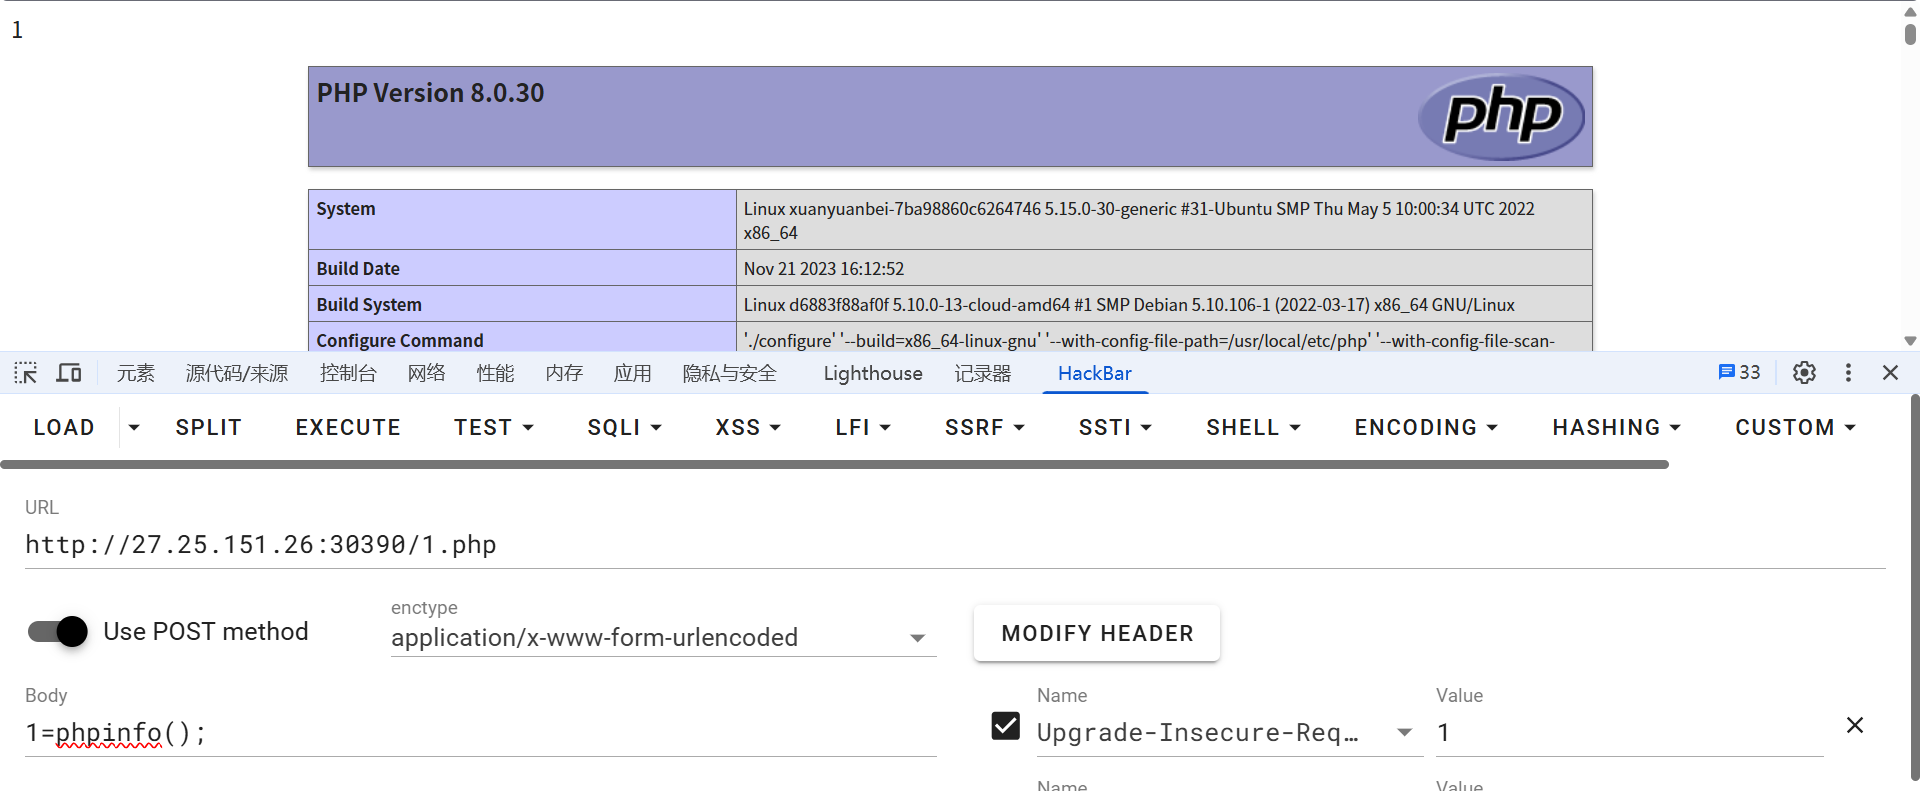 1
PHP Version 8.0.30
php
System
Linux xuanyuanbei-7ba98860c6264746 5.15.0-30-generic #31-Ubuntu SMP Thu May 5 10:00:34 UTC 2022
x86_64
Build Date
Nov 21 2023 16:12:52
Build System
Linux d6883f88af0f 5.10.0-13-cloud-amd64 #1 SMP Debian 5.10.106-1 (2022-03-17) x86_64 GNU/Linux
Configure Command
'./configure' '--build=x86_64-linux-gnu' '--with-config-file-path=/usr/local/etc/php' '--with-config-file-scan-
元素 源代码/来源 控制台 网络 性能 内存 应用 隐私与安全 Lighthouse 记录器 HackBar 33
LOAD SPLIT EXECUTE TEST SQLI XSS LFI SSRF SSTI SHELL ENCODING HASHING CUSTOM
URL
http://27.25.151.26:30390/1.php
Use POST method
enctype
application/x-www-form-urlencoded
MODIFY HEADER
Body
1=phpinfo();
Name
Upgrade-Insecure-Req…
Value
1
Name
Value